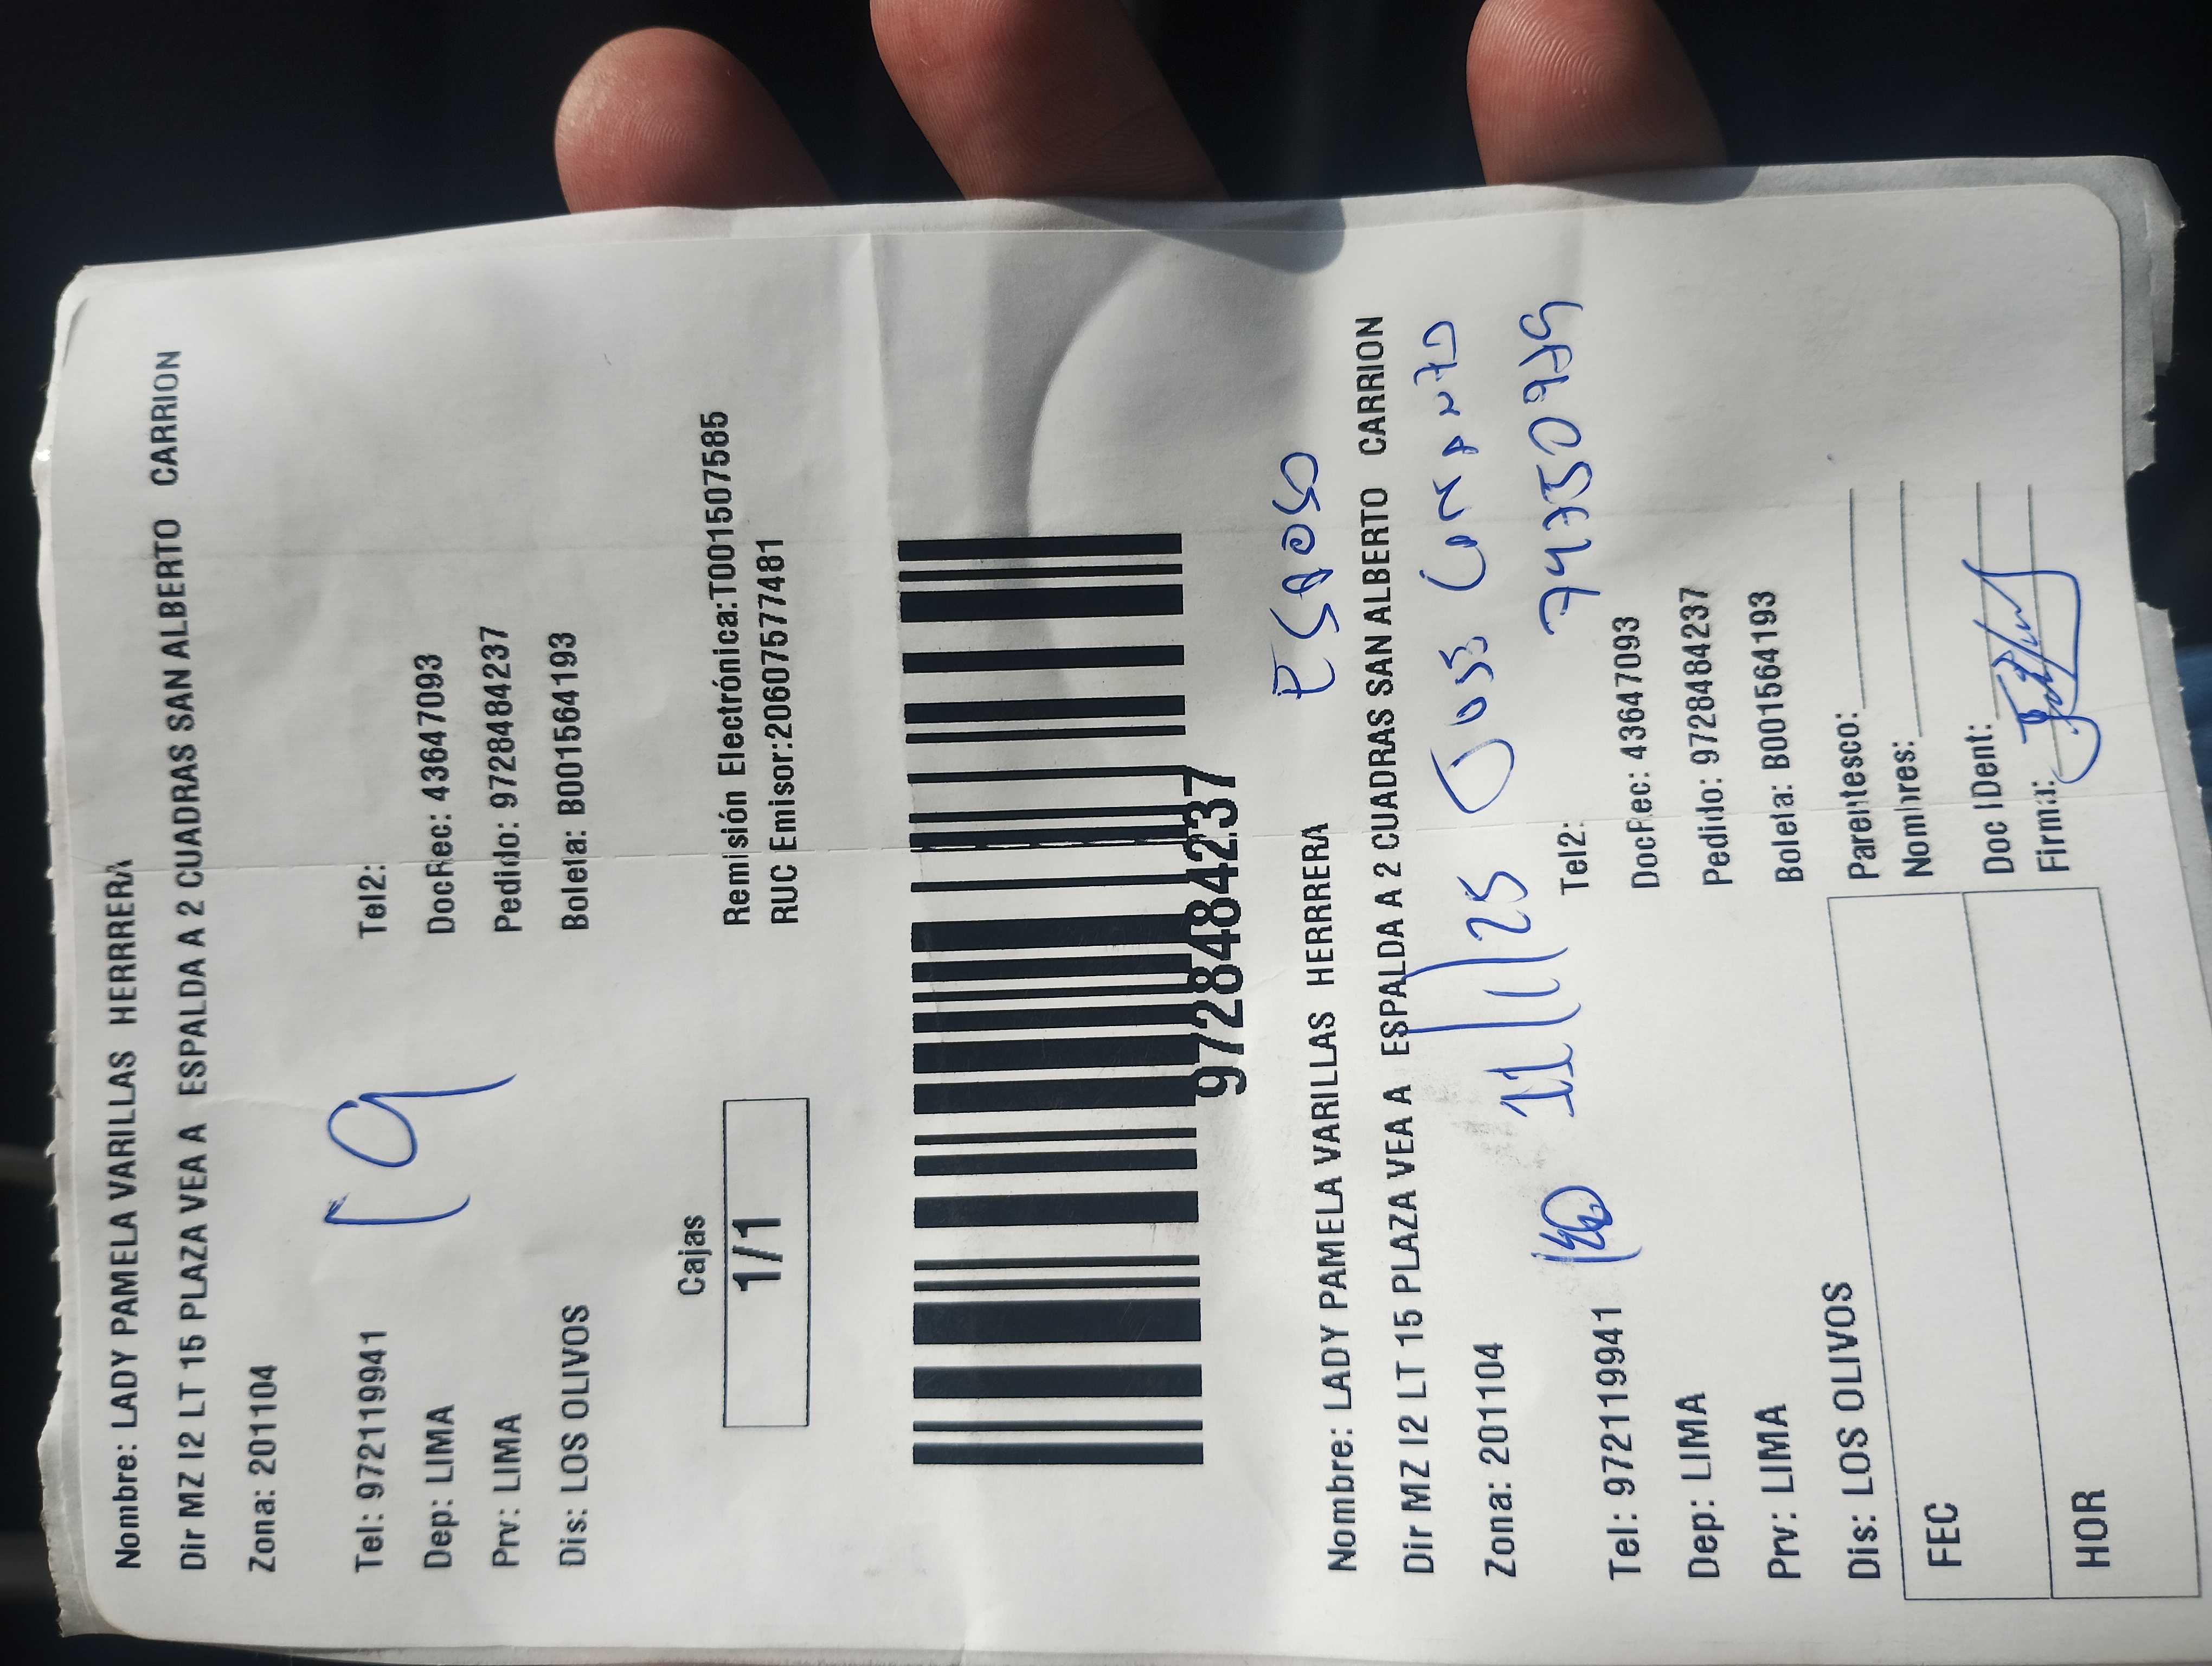 Nombre: LADY PAMELA VARILLAS HERRRERA
Dir MZ I2 LT 15 PLAZA VEA A ESPALDA A 2 CUADRAS SAN ALBERTO CARRION
Zona: 201104
19
Tel: 972119941 Tel2:
Dep: LIMA DocRec: 43647093
Prv: LIMA Pedido: 9728484237
Dis: LOS OLIVOS Boleta: B001564193
Cajas
1/1
Remisión Electrónica:T001507585
RUC Emisor:20607577481
9728484237
ESPOSO
Nombre: LADY PAMELA VARILLAS HERRRERA
Dir MZ I2 LT 15 PLAZA VEA A ESPALDA A 2 CUADRAS SAN ALBERTO CARRION
Zona: 201104
11/11/25
Tel: 972119941 Tel2:
Dep: LIMA DocRec: 43647093
Prv: LIMA Pedido: 9728484237
Dis: LOS OLIVOS Boleta: B001564193
FEC
HOR
Parentesco:
Nombres:
Doc IDent:
Firma: